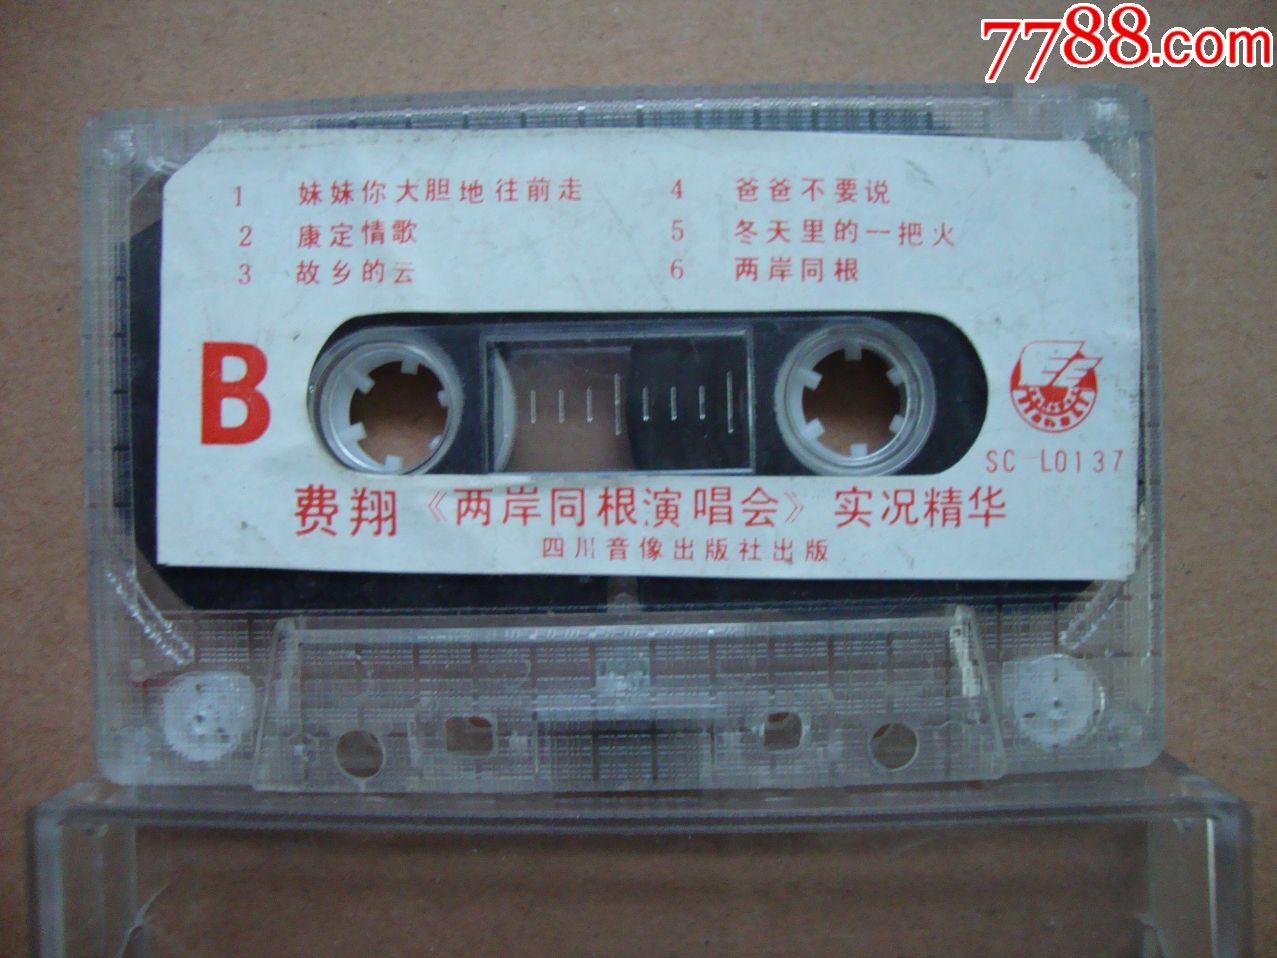 7788.com
1 妹妹你大胆地往前走
2 康定情歌
3 故乡的云
4 爸爸不要说
5 冬天里的一把火
6 两岸同根
B
SC-L0137
费翔《两岸同根演唱会》实况精华
四川音像出版社出版